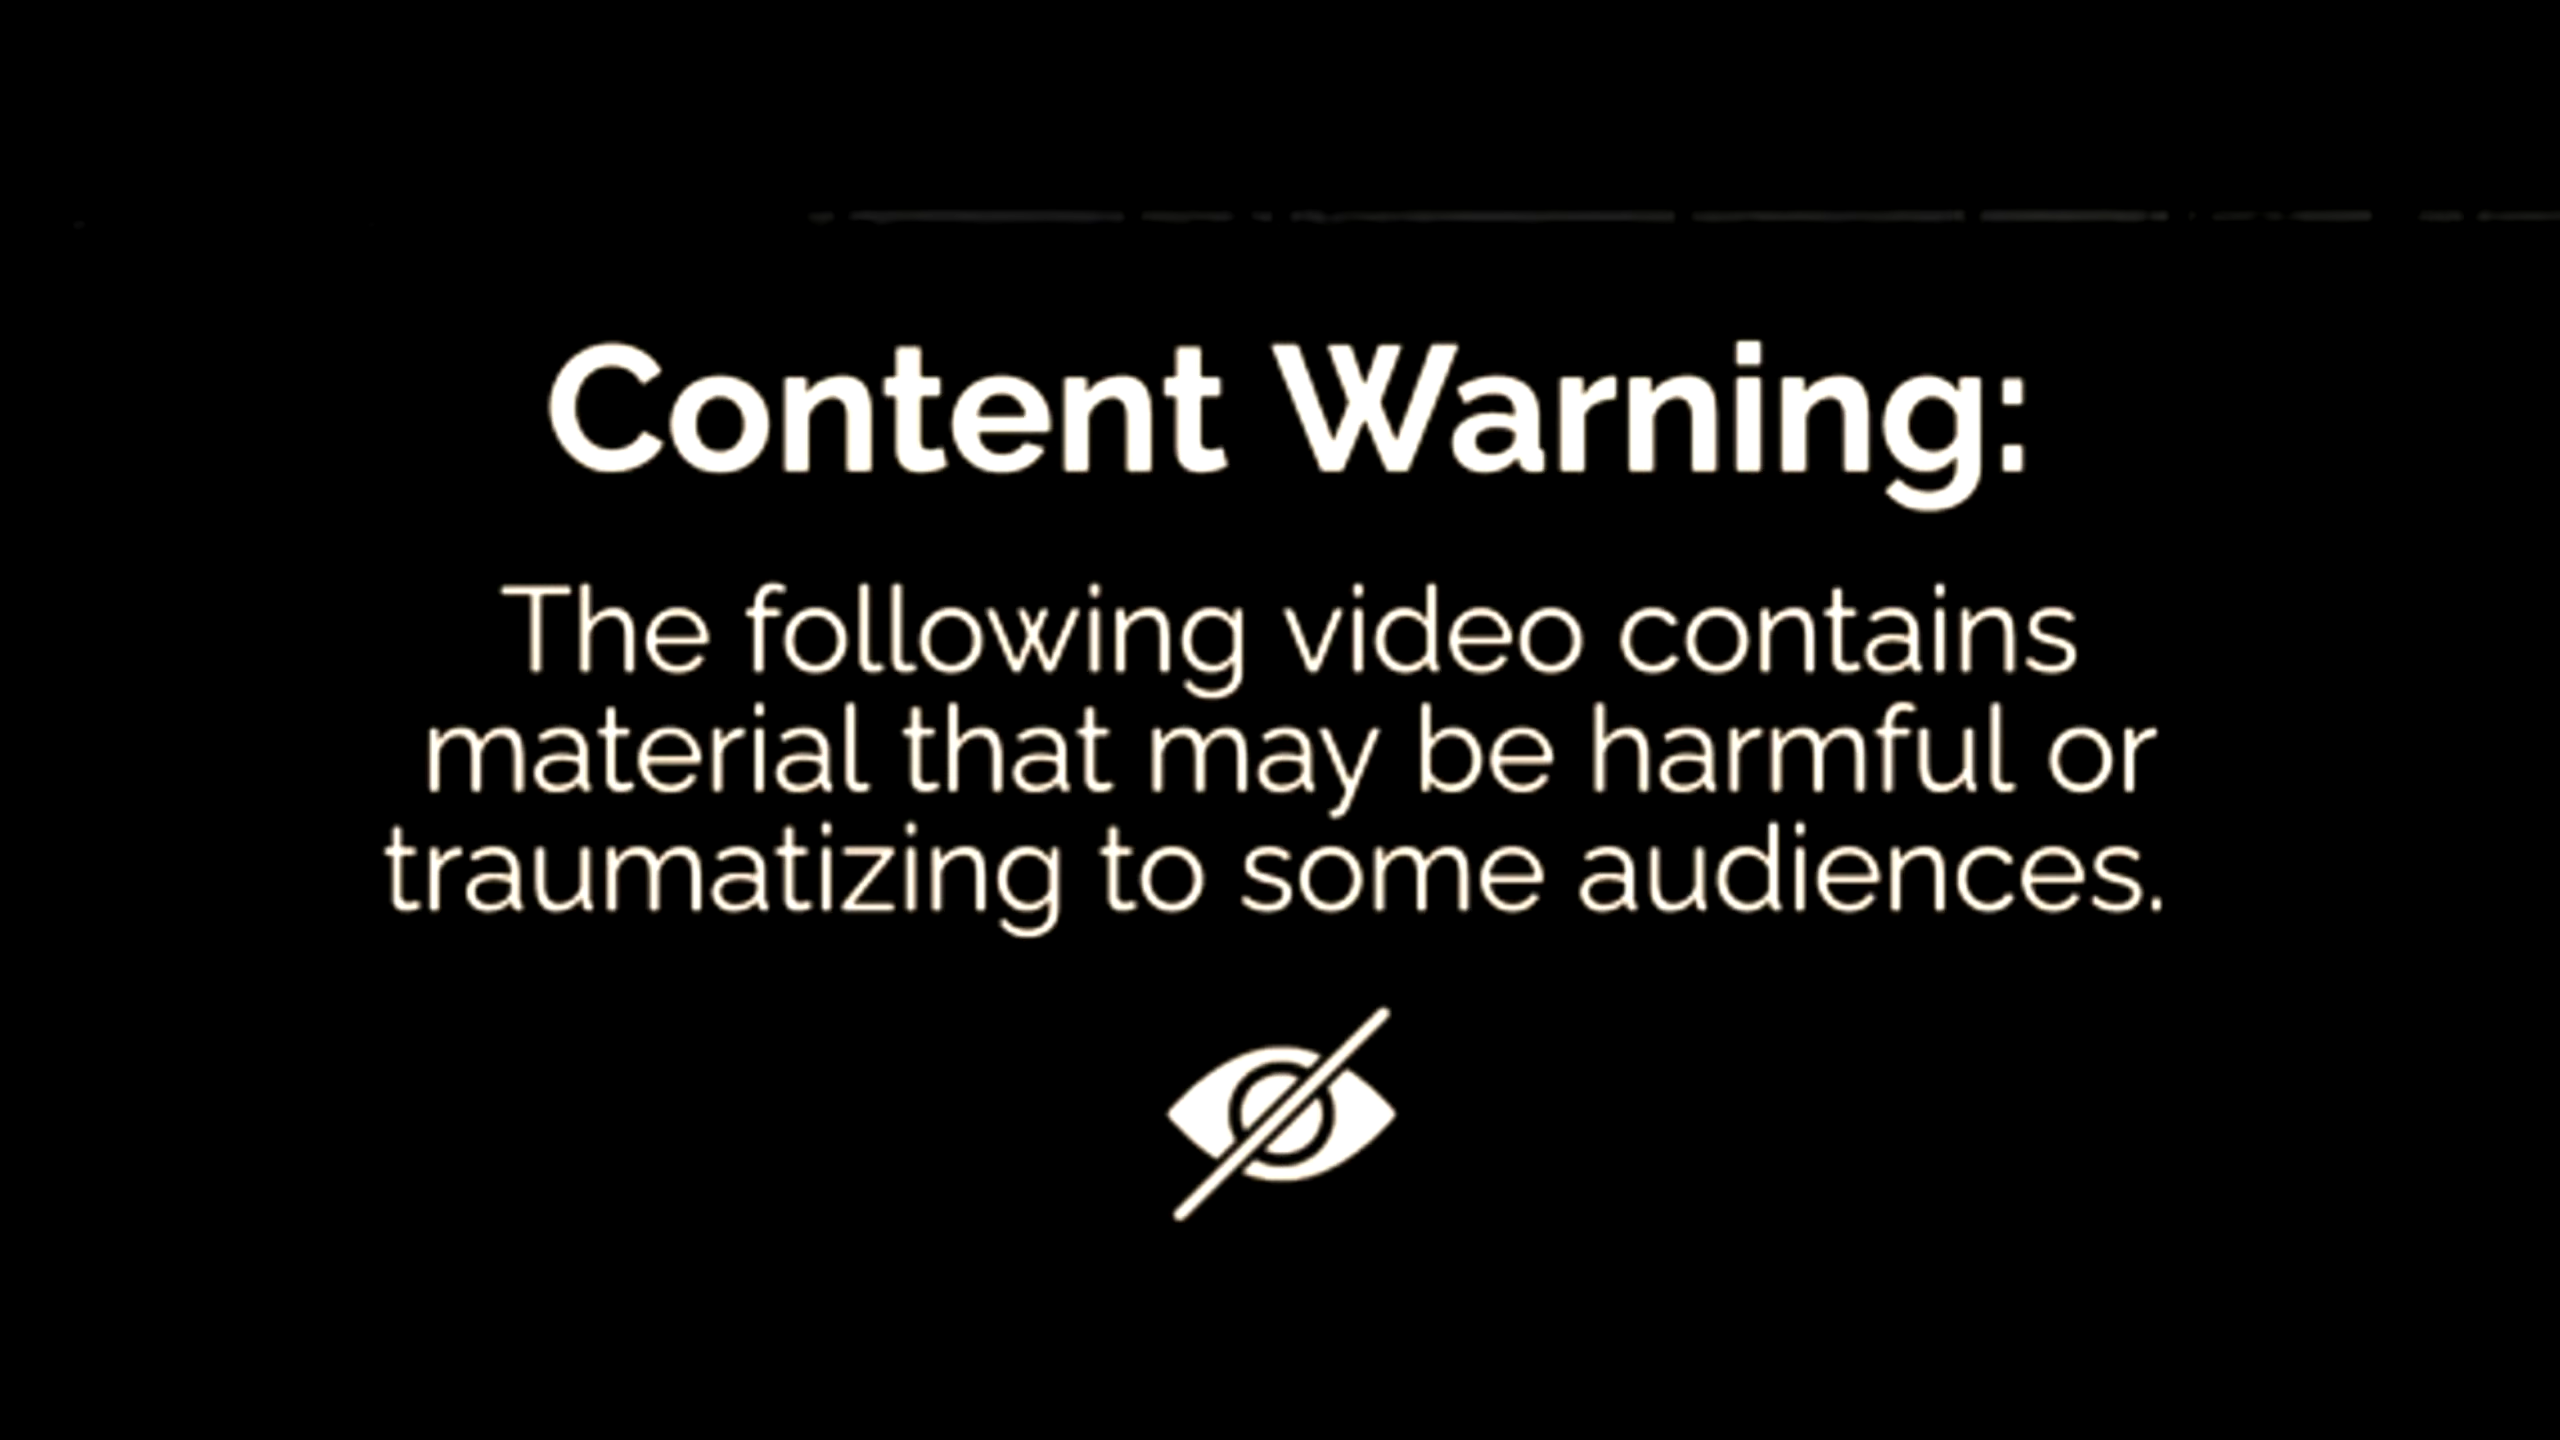 Content Warning:
The following video contains
material that may be harmful or
traumatizing to some audiences.